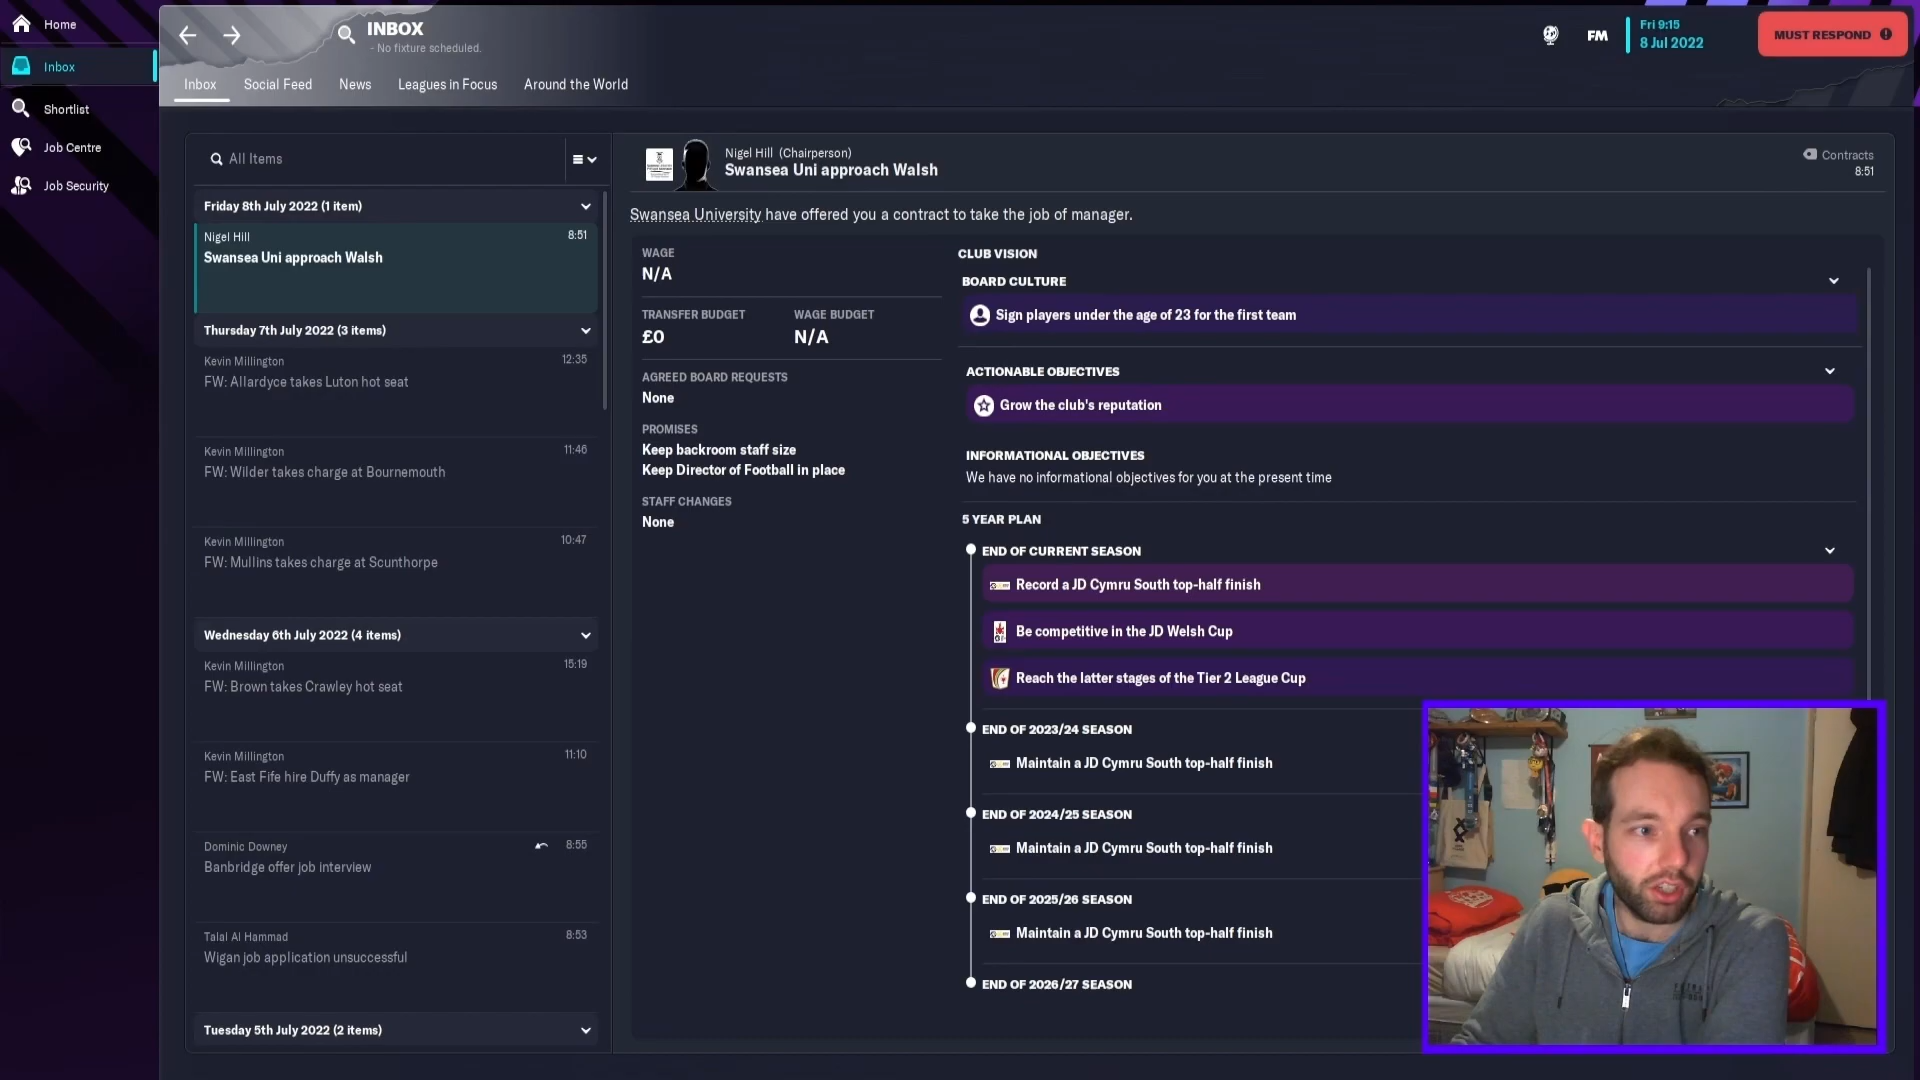 Home
Inbox
Shortlist
Job Centre
Job Security
INBOX
- No fixture scheduled.
FM
Fri 9:15
8 Jul 2022
MUST RESPOND
Inbox
Social Feed
News
Leagues in Focus
Around the World
All Items
Friday 8th July 2022 (1 item)
Nigel Hill
8:51
Swansea Uni approach Walsh
Thursday 7th July 2022 (3 items)
Kevin Millington
12:35
FW: Allardyce takes Luton hot seat
Kevin Millington
11:46
FW: Wilder takes charge at Bournemouth
Kevin Millington
10:47
FW: Mullins takes charge at Scunthorpe
Wednesday 6th July 2022 (4 items)
Kevin Millington
15:19
FW: Brown takes Crawley hot seat
Kevin Millington
11:10
FW: East Fife hire Duffy as manager
Dominic Downey
8:55
Banbridge offer job interview
Talal Al Hammad
8:53
Wigan job application unsuccessful
Tuesday 5th July 2022 (2 items)
Nigel Hill (Chairperson)
Swansea Uni approach Walsh
Contracts
8:51
Swansea University have offered you a contract to take the job of manager.
WAGE
N/A
TRANSFER BUDGET
£0
WAGE BUDGET
N/A
AGREED BOARD REQUESTS
None
PROMISES
Keep backroom staff size
Keep Director of Football in place
STAFF CHANGES
None
CLUB VISION
BOARD CULTURE
Sign players under the age of 23 for the first team
ACTIONABLE OBJECTIVES
Grow the club's reputation
INFORMATIONAL OBJECTIVES
We have no informational objectives for you at the present time
5 YEAR PLAN
END OF CURRENT SEASON
Record a JD Cymru South top-half finish
Be competitive in the JD Welsh Cup
Reach the latter stages of the Tier 2 League Cup
END OF 2023/24 SEASON
Maintain a JD Cymru South top-half finish
END OF 2024/25 SEASON
Maintain a JD Cymru South top-half finish
END OF 2025/26 SEASON
Maintain a JD Cymru South top-half finish
END OF 2026/27 SEASON